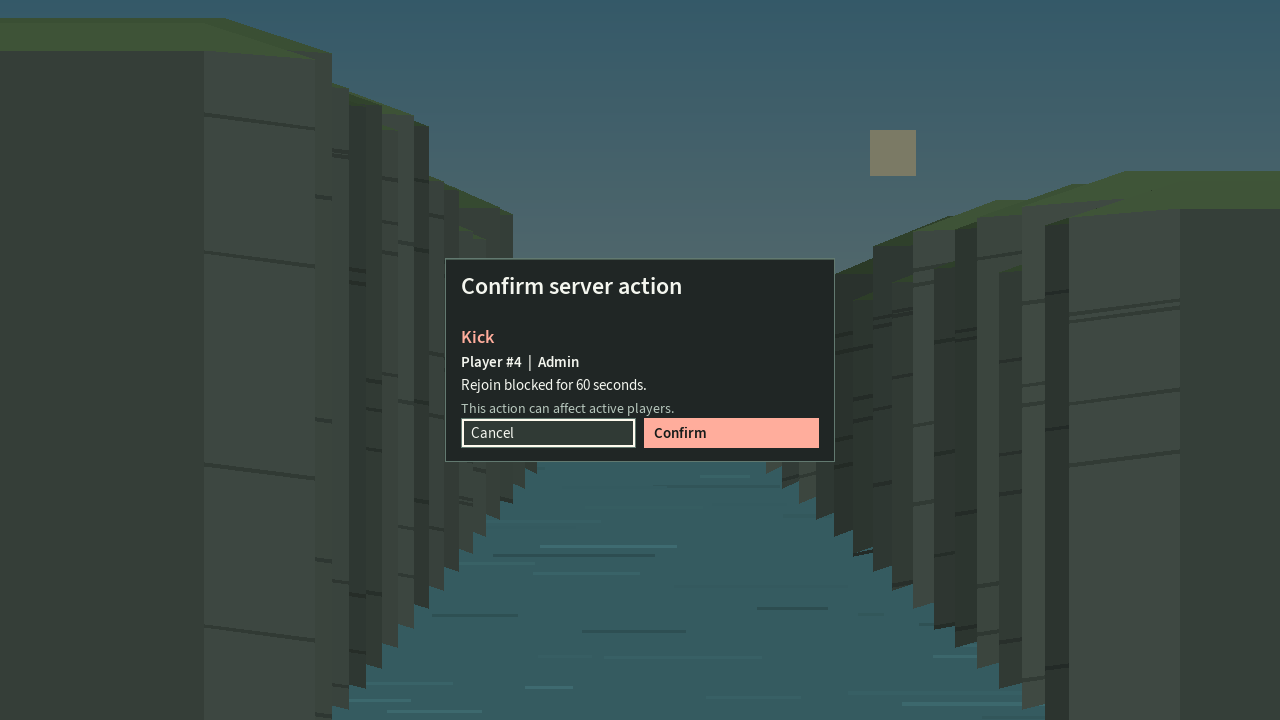 Confirm server action
Kick
Player #4 | Admin
Rejoin blocked for 60 seconds.
This action can affect active players.
Cancel
Confirm